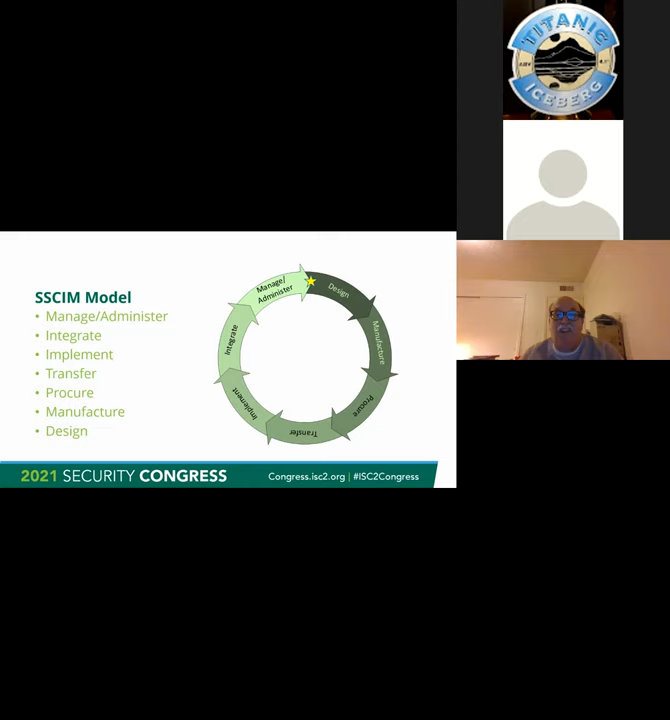 TITANIC
ICEBERG
SSCIM Model
• Manage/Administer
• Integrate
• Implement
• Transfer
• Procure
• Manufacture
• Design
Manage/
Administer
Design
Manufacture
Procure
Transfer
Implement
Integrate
2021 SECURITY CONGRESS
Congress.isc2.org | #ISC2Congress